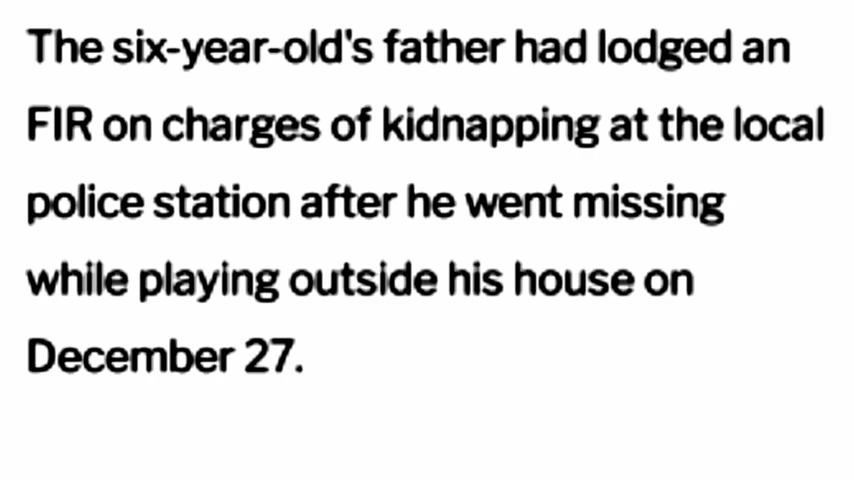 The six-year-old's father had lodged an
FIR on charges of kidnapping at the local
police station after he went missing
while playing outside his house on
December 27.